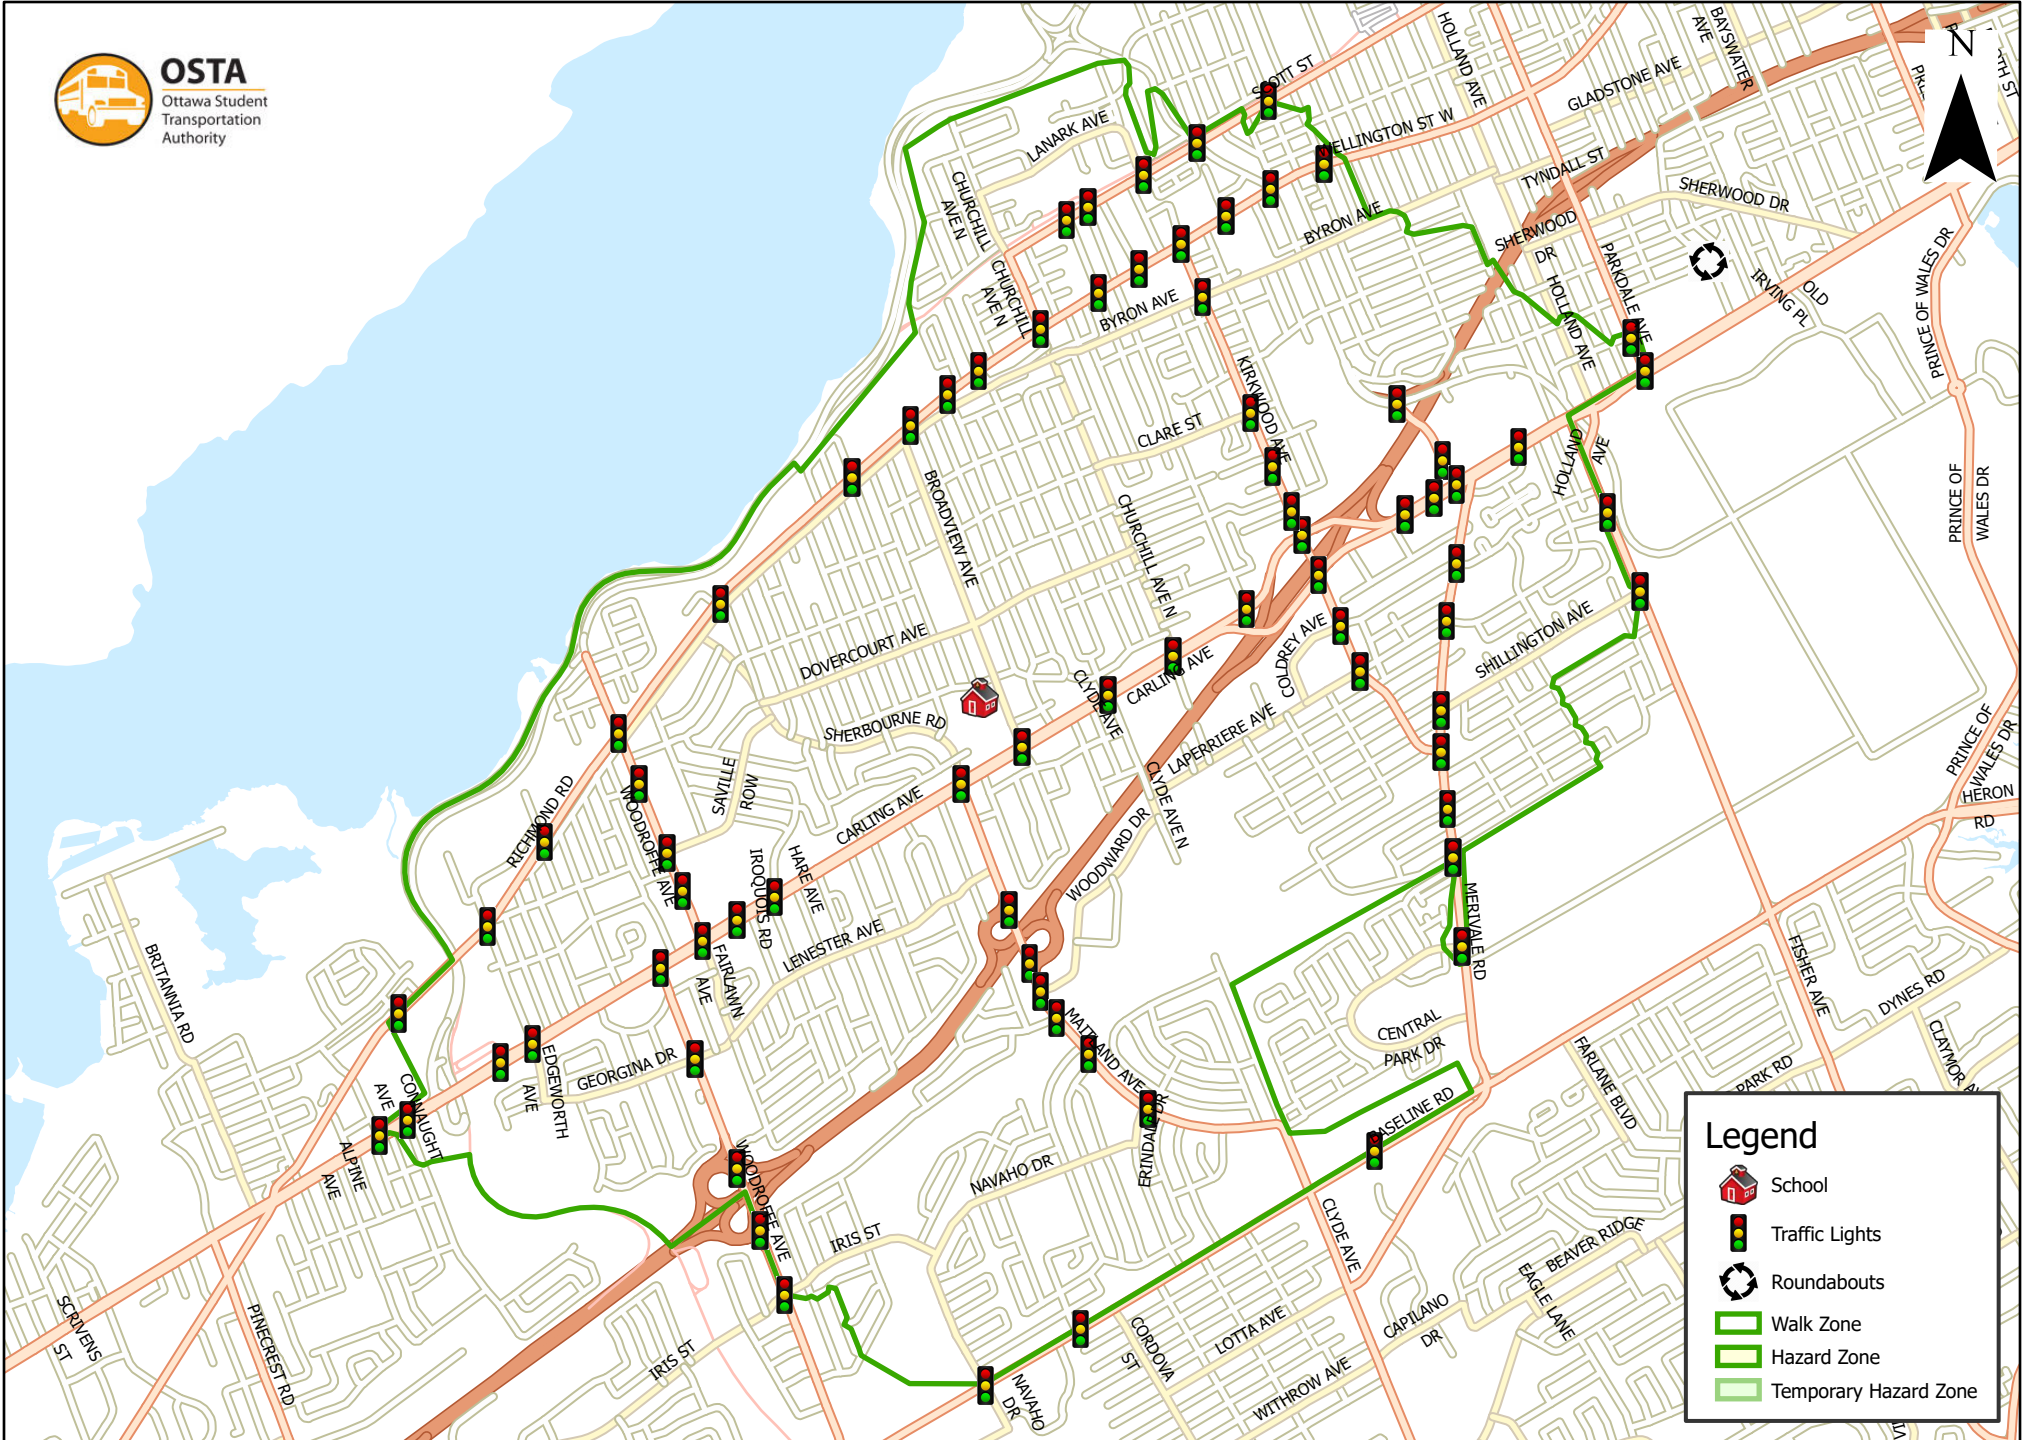 OSTA
Ottawa Student
Transportation
Authority
N
HOLLAND AVE
BAYSWATER
AVE
SCOTT ST
GLADSTONE AVE
LANARK AVE
WELLINGTON ST W
TYNDALL ST
SHERWOOD DR
CHURCHILL
AVE N
BYRON AVE
SHERWOOD
DR
PARKDALE AVE
PRINCE OF WALES DR
CHURCHILL
AVE N
BYRON AVE
HOLLAND AVE
OLD
IRVING PL
KIRKWOOD AVE
CLARE ST
HOLLAND
AVE
BROADVIEW AVE
CHURCHILL AVE N
PRINCE OF
WALES DR
DOVERCOURT AVE
COLDREY AVE
SHILLINGTON AVE
CLYDE AVE
CARLING AVE
SHERBOURNE RD
LAPERRIERE AVE
SAVILLE
ROW
CLYDE AVE N
PRINCE OF
WALES DR
HERON
RD
RICHMOND RD
WOODROFFE AVE
CARLING AVE
WOODWARD DR
IROQUOIS RD
HARE AVE
MERIVALE RD
LENESTER AVE
FAIRLAWN
AVE
BRITANNIA RD
FISHER AVE
DYNES RD
MAITLAND AVE
CENTRAL
PARK DR
EDGEWORTH
AVE
GEORGINA DR
FARLANE BLVD
PARK RD
CLAYMOR AV
CONNAUGHT
AVE
BASELINE RD
ERINDALE DR
ALPINE
AVE
NAVAHO DR
WOODROFFE AVE
IRIS ST
CLYDE AVE
BEAVER RIDGE
EAGLE LANE
SCRIVENS
ST
PINECREST RD
IRIS ST
CORDOVA
ST
LOTTA AVE
CAPILANO
DR
NAVAHO
DR
WITHROW AVE
Legend
School
Traffic Lights
Roundabouts
Walk Zone
Hazard Zone
Temporary Hazard Zone